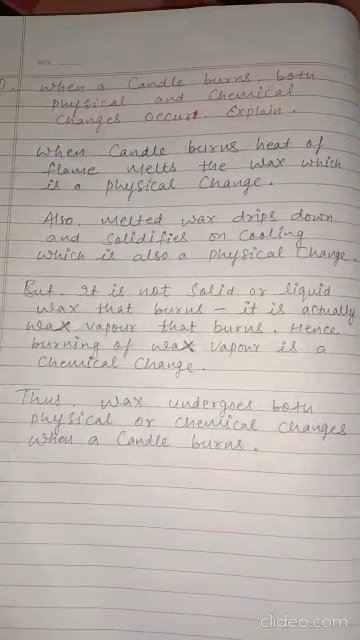 DATE
Q. When a Candle burns, both
physical and Chemical
Changes occur. Explain.
When Candle burns heat of
flame melts the wax which
is a physical Change.
Also, melted wax drips down
and solidifies on Cooling
which is also a physical Change.
But, It is not Solid or liquid
wax that burns - it is actually
wax vapour that burns. Hence
burning of wax vapour is a
Chemical Change.
Thus, wax undergoes both
physical or chemical changes
when a Candle burns.
clideo.com